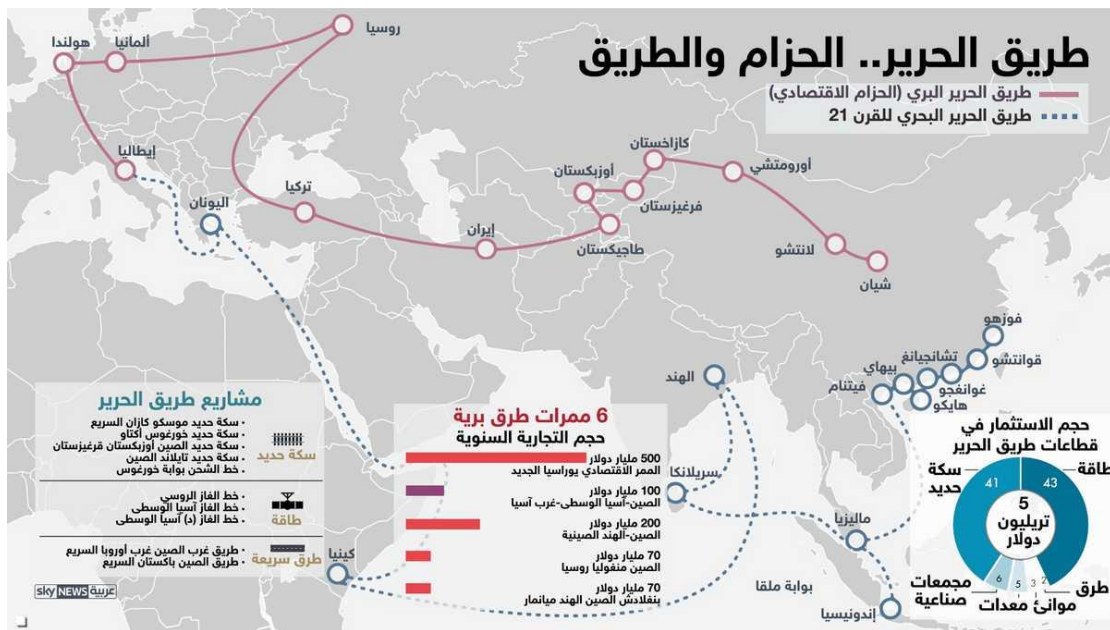 طريق الحرير.. الحزام والطريق
طريق الحرير البري (الحزام الاقتصادي)
طريق الحرير البحري للقرن 21
روسيا
ألمانيا
هولندا
إيطاليا
اليونان
تركيا
إيران
كازاخستان
أوزبكستان
فرغيزستان
طاجيكستان
أورومتشي
لانتشو
شيان
فوزهو
قوانتشو
تشانجيانغ
غوانغجو
بيهاي
هايكو
فيتنام
الهند
سريلانكا
ماليزيا
بوابة ملقا
إندونيسيا
كينيا
مشاريع طريق الحرير
سكة حديد
• سكة حديد موسكو كازان السريع
• سكة حديد خورغوس أكتاو
• سكة حديد الصين أوزبكستان قرغيزستان
• سكة حديد تايلاند الصين
• خط الشحن بوابة خورغوس
طاقة
• خط الغاز الروسي
• خط الغاز آسيا الوسطى
• خط الغاز (د) آسيا الوسطى
طرق سريعة
• طريق غرب الصين غرب أوروبا السريع
• طريق الصين باكستان السريع
6 ممرات طرق برية
حجم التجارية السنوية
500 مليار دولار
الممر الاقتصادي يوراسيا الجديد
100 مليار دولار
الصين-آسيا الوسطى-غرب آسيا
200 مليار دولار
الصين-الهند الصينية
70 مليار دولار
الصين منغوليا روسيا
70 مليار دولار
بنغلادش الصين الهند ميانمار
حجم الاستثمار في
قطاعات طريق الحرير
طاقة
43
سكة
حديد
41
5
تريليون
دولار
6
5
3
2
طرق
موانئ
معدات
مجمعات
صناعية
sky NEWS عربية